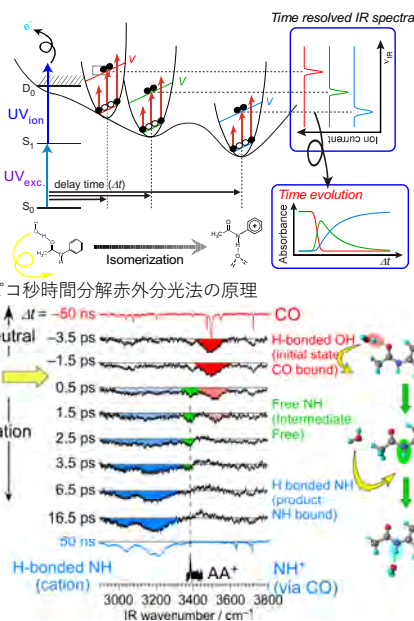 Time resolved IR spectra
e⁻
V
V
V
D₀
UVion
S₁
UVexc.
delay time (Δt)
S₀
νIR
Ion current
Time evolution
Absorbance
Δt
Isomerization
ピコ秒時間分解赤外分光法の原理
Δt = −50 ns
CO
eutral
−3.5 ps
H-bonded OH
(initial state
−1.5 ps
CO bound)
0.5 ps
Free NH
1.5 ps
(Intermediate
Free)
2.5 ps
ation
3.5 ps
H bonded NH
6.5 ps
(product
NH bound)
16.5 ps
50 ns
H-bonded NH
(cation)
AA⁺
NH⁺
(via CO)
2900 3000 3200 3400 3600 3800
IR wavenumber / cm⁻¹